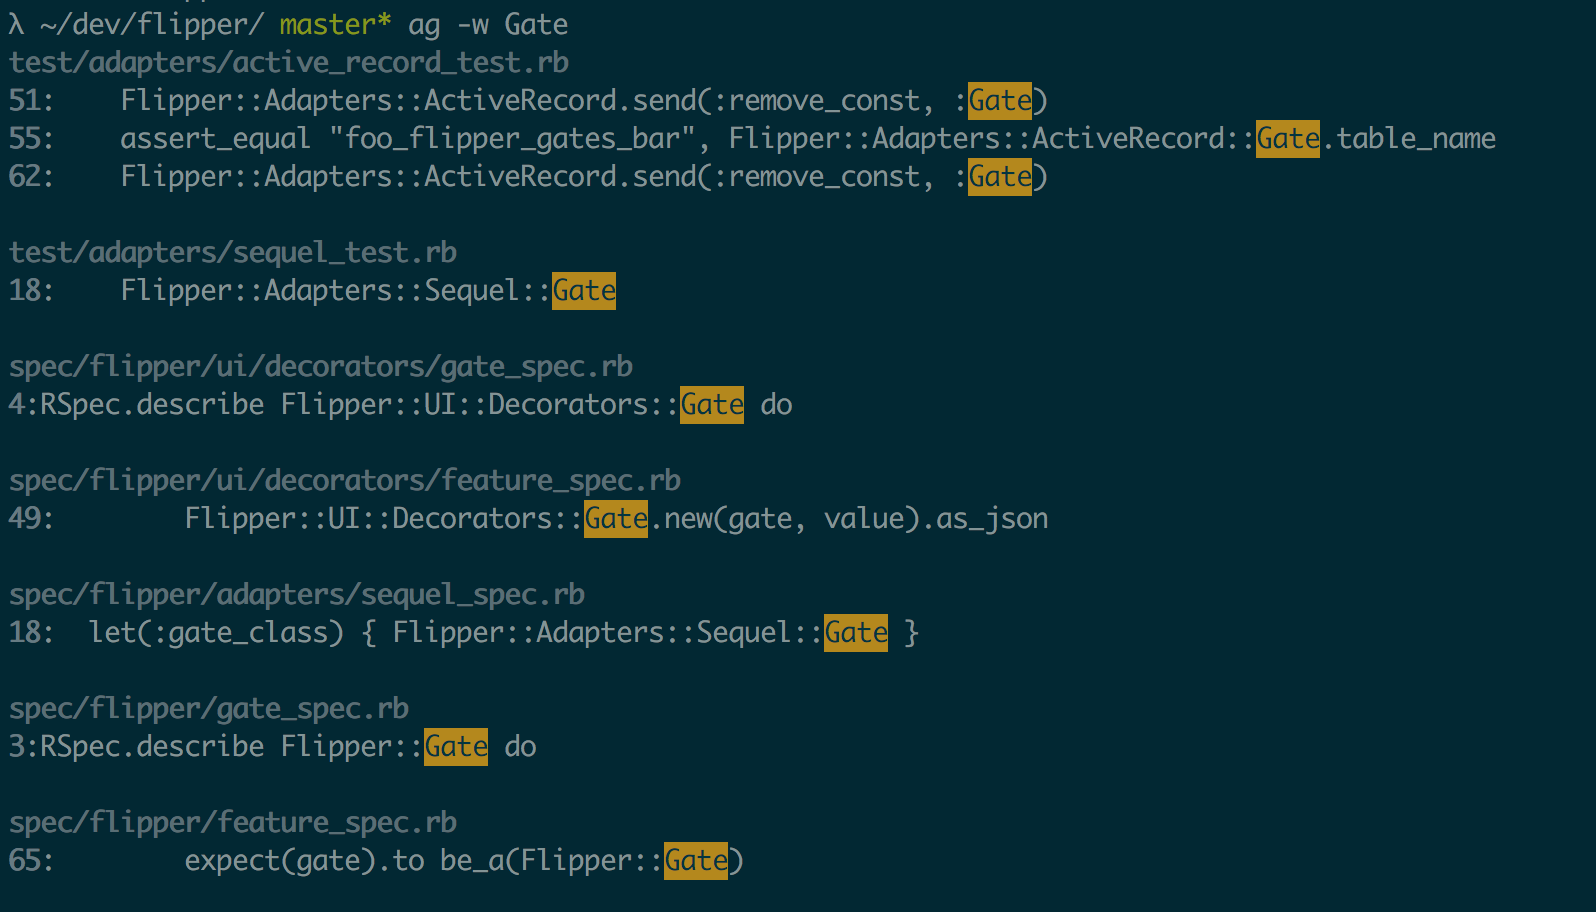 λ ~/dev/flipper/ master* ag -w Gate
test/adapters/active_record_test.rb
51:    Flipper::Adapters::ActiveRecord.send(:remove_const, :Gate)
55:    assert_equal "foo_flipper_gates_bar", Flipper::Adapters::ActiveRecord::Gate.table_name
62:    Flipper::Adapters::ActiveRecord.send(:remove_const, :Gate)

test/adapters/sequel_test.rb
18:    Flipper::Adapters::Sequel::Gate

spec/flipper/ui/decorators/gate_spec.rb
4:RSpec.describe Flipper::UI::Decorators::Gate do

spec/flipper/ui/decorators/feature_spec.rb
49:        Flipper::UI::Decorators::Gate.new(gate, value).as_json

spec/flipper/adapters/sequel_spec.rb
18:  let(:gate_class) { Flipper::Adapters::Sequel::Gate }

spec/flipper/gate_spec.rb
3:RSpec.describe Flipper::Gate do

spec/flipper/feature_spec.rb
65:        expect(gate).to be_a(Flipper::Gate)